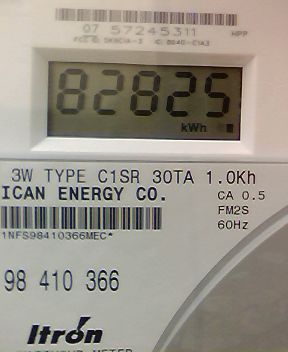 07 57245311 HPP
82825
kWh
3W TYPE C1SR 30TA 1.0Kh
ICAN ENERGY CO. CA 0.5
FM2S
60Hz
1NFS98410366MEC*
98 410 366
Itron